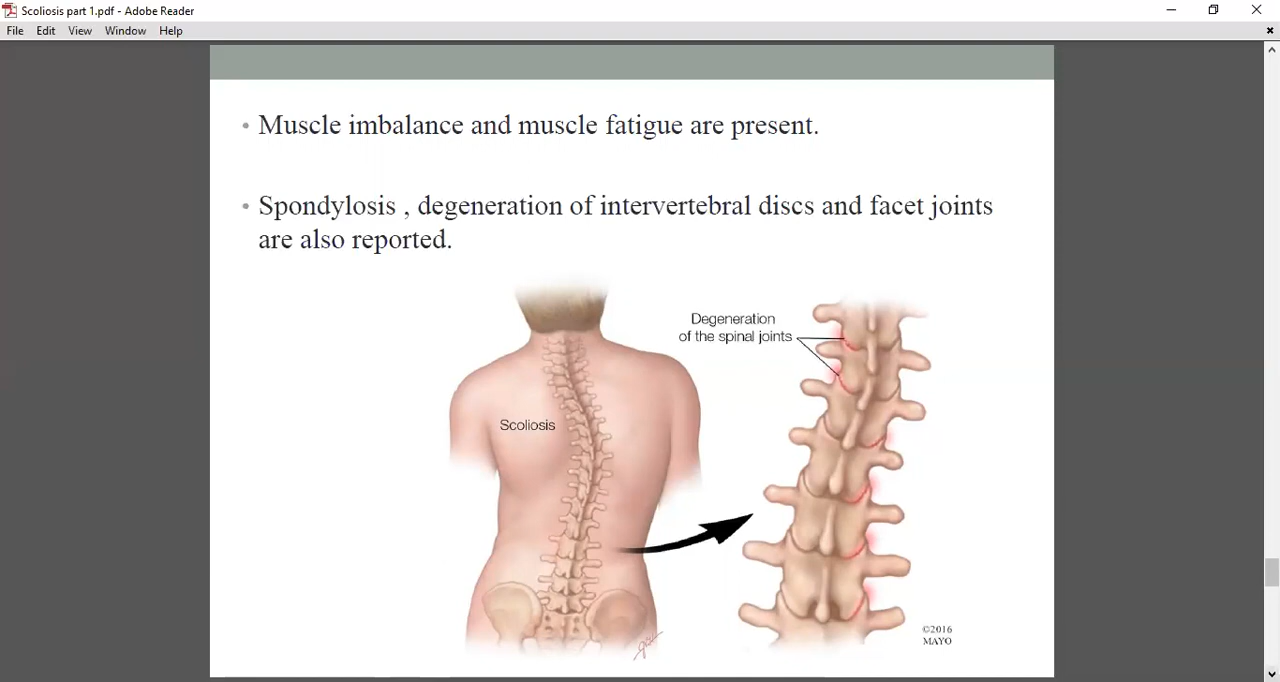 Scoliosis part 1.pdf - Adobe Reader
File Edit View Window Help
• Muscle imbalance and muscle fatigue are present.
• Spondylosis , degeneration of intervertebral discs and facet joints
are also reported.
Degeneration
of the spinal joints
Scoliosis
©2016
MAYO